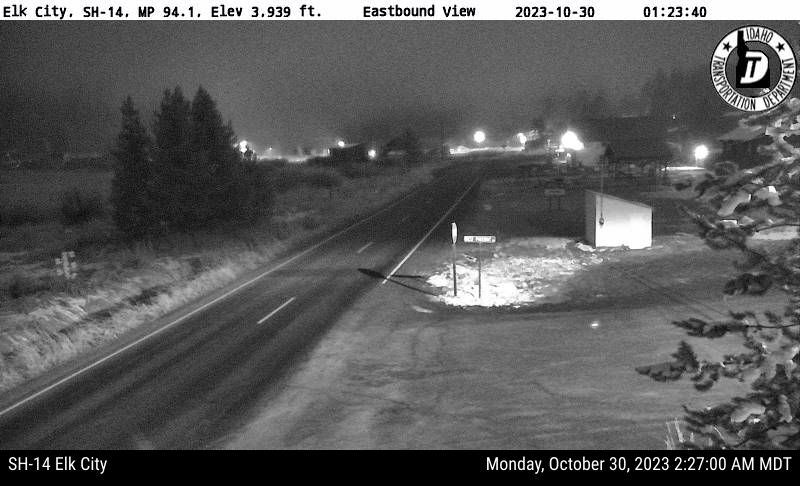 Elk City, SH-14, MP 94.1, Elev 3,939 ft. Eastbound View 2023-10-30 01:23:40
IDAHO
TRANSPORTATION DEPARTMENT
SH-14 Elk City Monday, October 30, 2023 2:27:00 AM MDT